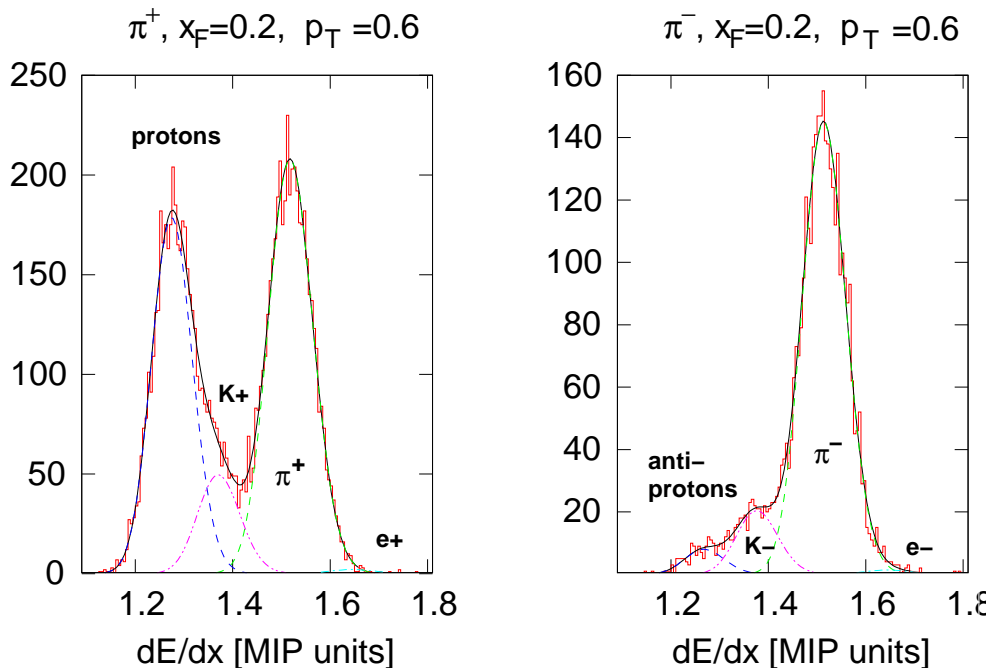 π⁺, x_F=0.2, p_T =0.6
250
200
150
100
50
0
protons
K+
π⁺
e+
1.2
1.4
1.6
1.8
dE/dx [MIP units]
π⁻, x_F=0.2, p_T =0.6
160
140
120
100
80
60
40
20
anti−
protons
K−
π⁻
e−
1.2
1.4
1.6
1.8
dE/dx [MIP units]